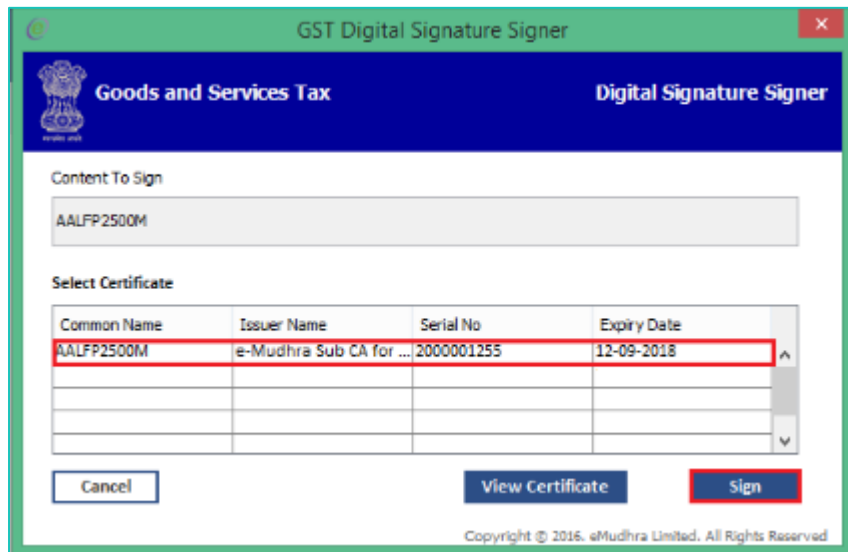 GST Digital Signature Signer
Goods and Services Tax Digital Signature Signer
Content To Sign
AALFP2500M
Select Certificate
Common Name Issuer Name Serial No Expiry Date
AALFP2500M e-Mudhra Sub CA for ... 2000001255 12-09-2018
Cancel View Certificate Sign
Copyright © 2016. eMudhra Limited. All Rights Reserved